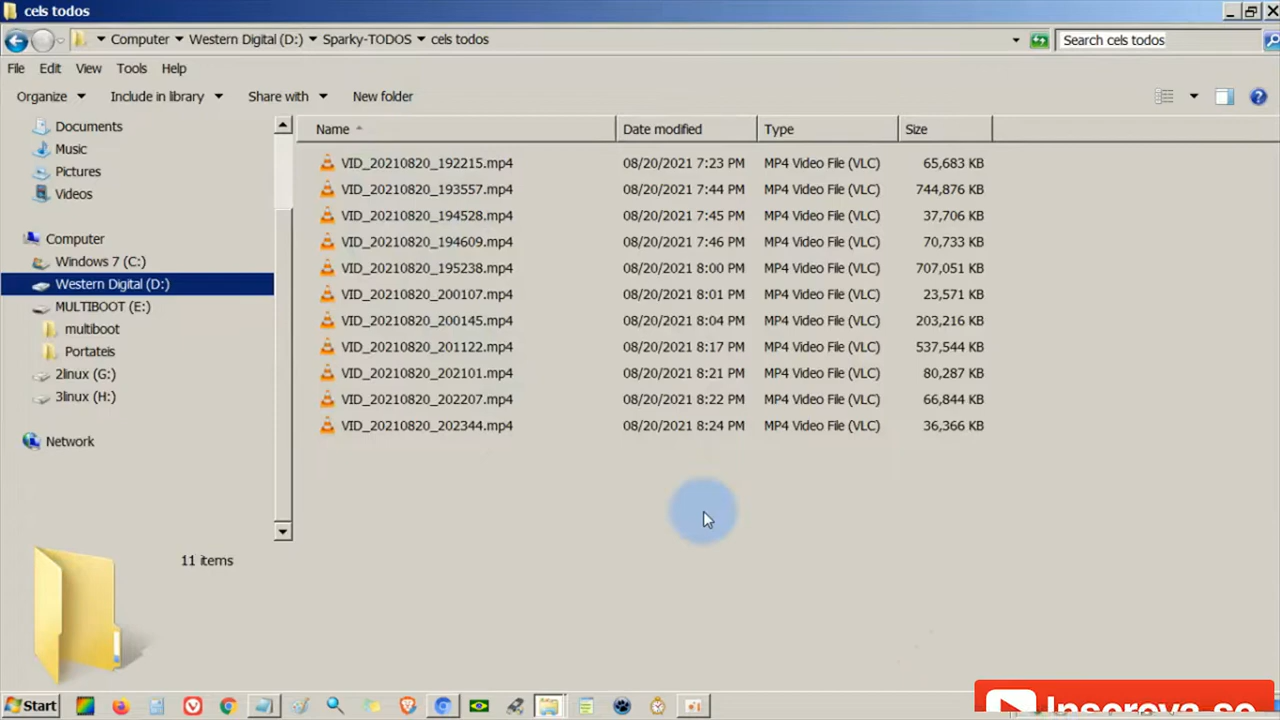 cels todos
Computer Western Digital (D:) Sparky-TODOS cels todos Search cels todos
File Edit View Tools Help
Organize Include in library Share with New folder
Documents
Music
Pictures
Videos
Computer
Windows 7 (C:)
Western Digital (D:)
MULTIBOOT (E:)
multiboot
Portateis
2linux (G:)
3linux (H:)
Network
Name Date modified Type Size
VID_20210820_192215.mp4 08/20/2021 7:23 PM MP4 Video File (VLC) 65,683 KB
VID_20210820_193557.mp4 08/20/2021 7:44 PM MP4 Video File (VLC) 744,876 KB
VID_20210820_194528.mp4 08/20/2021 7:45 PM MP4 Video File (VLC) 37,706 KB
VID_20210820_194609.mp4 08/20/2021 7:46 PM MP4 Video File (VLC) 70,733 KB
VID_20210820_195238.mp4 08/20/2021 8:00 PM MP4 Video File (VLC) 707,051 KB
VID_20210820_200107.mp4 08/20/2021 8:01 PM MP4 Video File (VLC) 23,571 KB
VID_20210820_200145.mp4 08/20/2021 8:04 PM MP4 Video File (VLC) 203,216 KB
VID_20210820_201122.mp4 08/20/2021 8:17 PM MP4 Video File (VLC) 537,544 KB
VID_20210820_202101.mp4 08/20/2021 8:21 PM MP4 Video File (VLC) 80,287 KB
VID_20210820_202207.mp4 08/20/2021 8:22 PM MP4 Video File (VLC) 66,844 KB
VID_20210820_202344.mp4 08/20/2021 8:24 PM MP4 Video File (VLC) 36,366 KB
11 items
Start
Inscreva-se